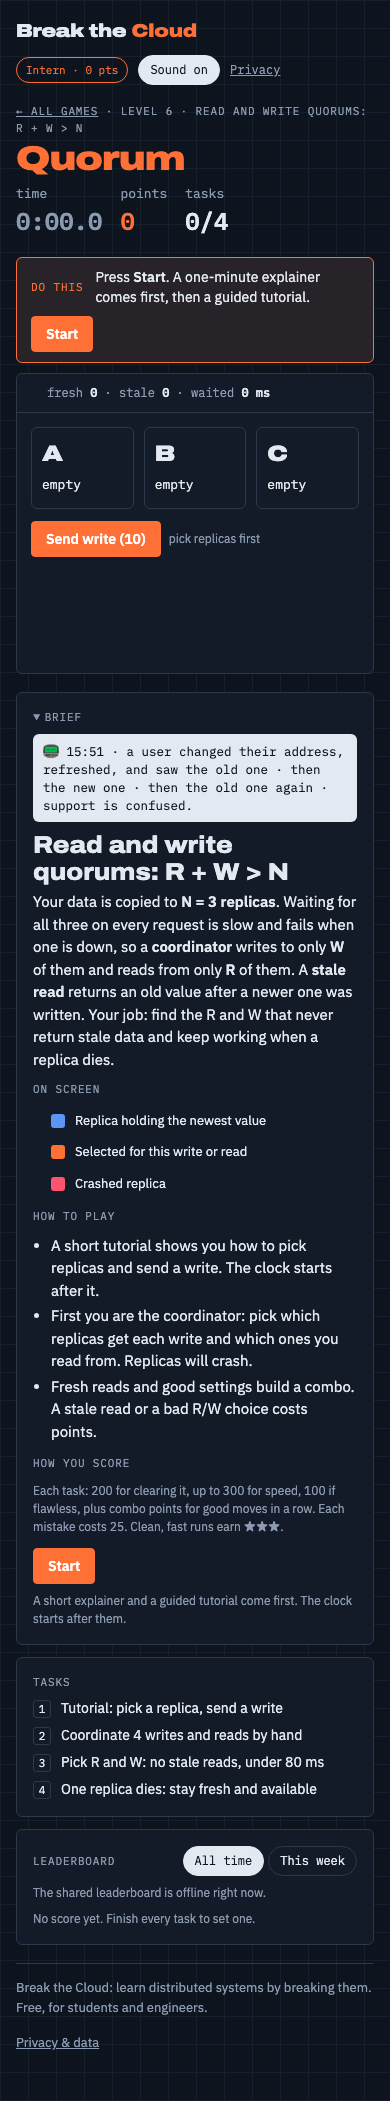 Break the Cloud
Intern · 0 pts
Sound on
Privacy
← ALL GAMES · LEVEL 6 · READ AND WRITE QUORUMS:
R + W > N
Quorum
time points tasks
0:00.0 0 0/4
DO THIS
Press Start. A one-minute explainer
comes first, then a guided tutorial.
Start
fresh 0 · stale 0 · waited 0 ms
A B C
empty empty empty
Send write (10)
pick replicas first
▼ BRIEF
15:51 · a user changed their address,
refreshed, and saw the old one · then
the new one · then the old one again ·
support is confused.
Read and write
quorums: R + W > N
Your data is copied to N = 3 replicas. Waiting for
all three on every request is slow and fails when
one is down, so a coordinator writes to only W
of them and reads from only R of them. A stale
read returns an old value after a newer one was
written. Your job: find the R and W that never
return stale data and keep working when a
replica dies.
ON SCREEN
Replica holding the newest value
Selected for this write or read
Crashed replica
HOW TO PLAY
• A short tutorial shows you how to pick
replicas and send a write. The clock starts
after it.
• First you are the coordinator: pick which
replicas get each write and which ones you
read from. Replicas will crash.
• Fresh reads and good settings build a combo.
A stale read or a bad R/W choice costs
points.
HOW YOU SCORE
Each task: 200 for clearing it, up to 300 for speed, 100 if
flawless, plus combo points for good moves in a row. Each
mistake costs 25. Clean, fast runs earn ★★★.
Start
A short explainer and a guided tutorial come first. The clock
starts after them.
TASKS
1 Tutorial: pick a replica, send a write
2 Coordinate 4 writes and reads by hand
3 Pick R and W: no stale reads, under 80 ms
4 One replica dies: stay fresh and available
LEADERBOARD
All time
This week
The shared leaderboard is offline right now.
No score yet. Finish every task to set one.
Break the Cloud: learn distributed systems by breaking them.
Free, for students and engineers.
Privacy & data